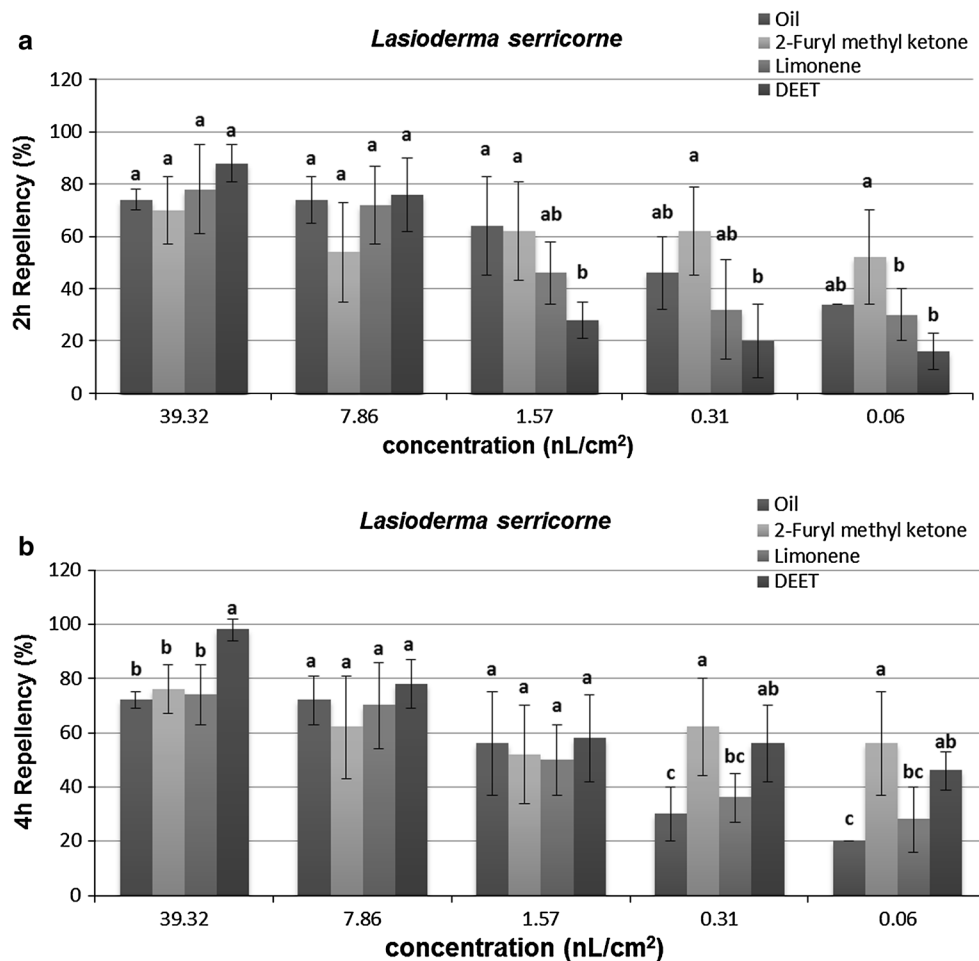 a
Lasioderma serricorne
Oil
2-Furyl methyl ketone
Limonene
DEET
2h Repellency (%)
120
100
80
60
40
20
0
a a a a
a a a a
a a ab b
ab a ab b
ab a b b
39.32 7.86 1.57 0.31 0.06
concentration (nL/cm²)
b
Lasioderma serricorne
Oil
2-Furyl methyl ketone
Limonene
DEET
4h Repellency (%)
120
100
80
60
40
20
0
b b b a
a a a a
a a a a
c a bc ab
c a bc ab
39.32 7.86 1.57 0.31 0.06
concentration (nL/cm²)